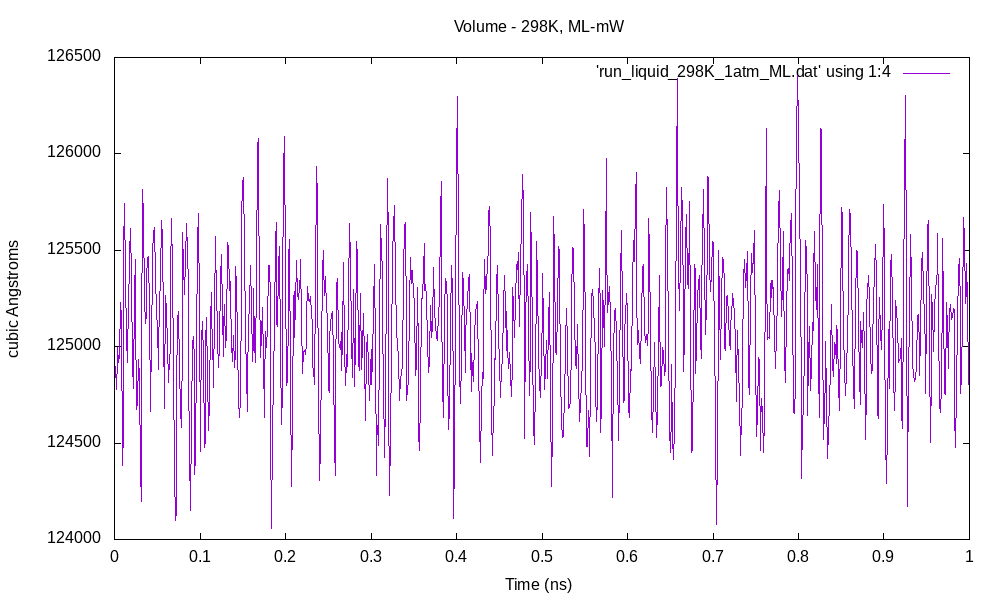 Volume - 298K, ML-mW
126500
'run_liquid_298K_1atm_ML.dat' using 1:4
126000
125500
125000
124500
124000
cubic Angstroms
0 0.1 0.2 0.3 0.4 0.5 0.6 0.7 0.8 0.9 1
Time (ns)